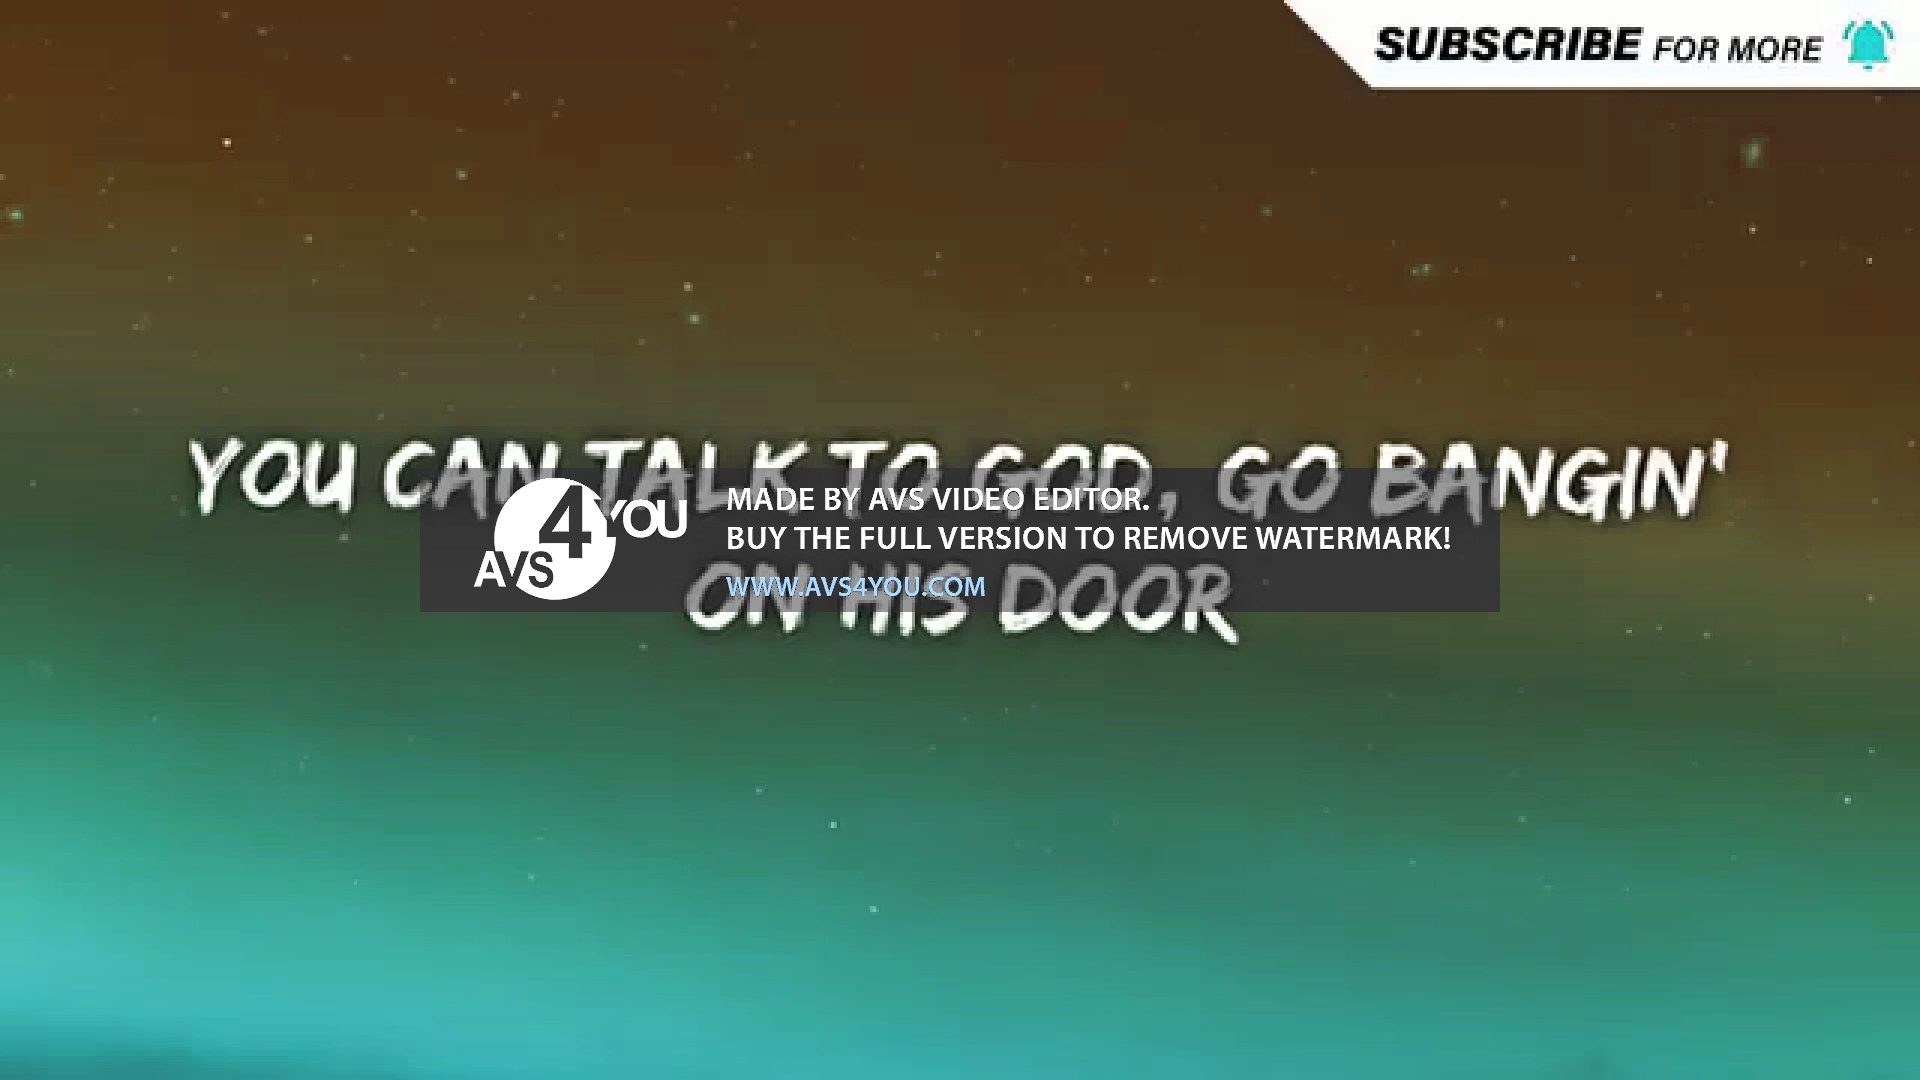 SUBSCRIBE FOR MORE
YOU CAN TALK TO GOD, GO BANGIN'
AVS4YOU
MADE BY AVS VIDEO EDITOR.
BUY THE FULL VERSION TO REMOVE WATERMARK!
WWW.AVS4YOU.COM
ON HIS DOOR